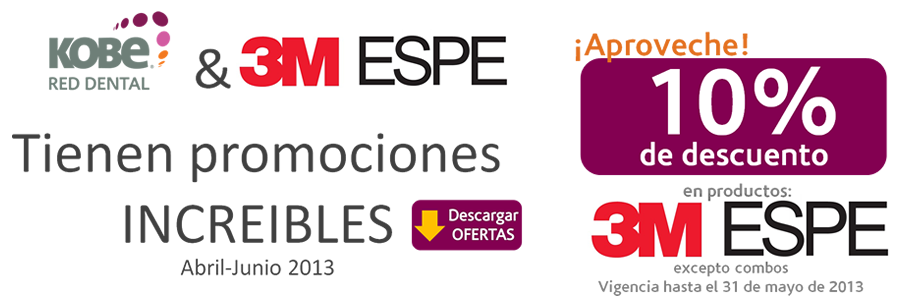 KOBE
RED DENTAL
& 3M ESPE
Tienen promociones
INCREIBLES
Descargar
OFERTAS
Abril-Junio 2013
¡Aproveche!
10%
de descuento
en productos:
3M ESPE
excepto combos
Vigencia hasta el 31 de mayo de 2013